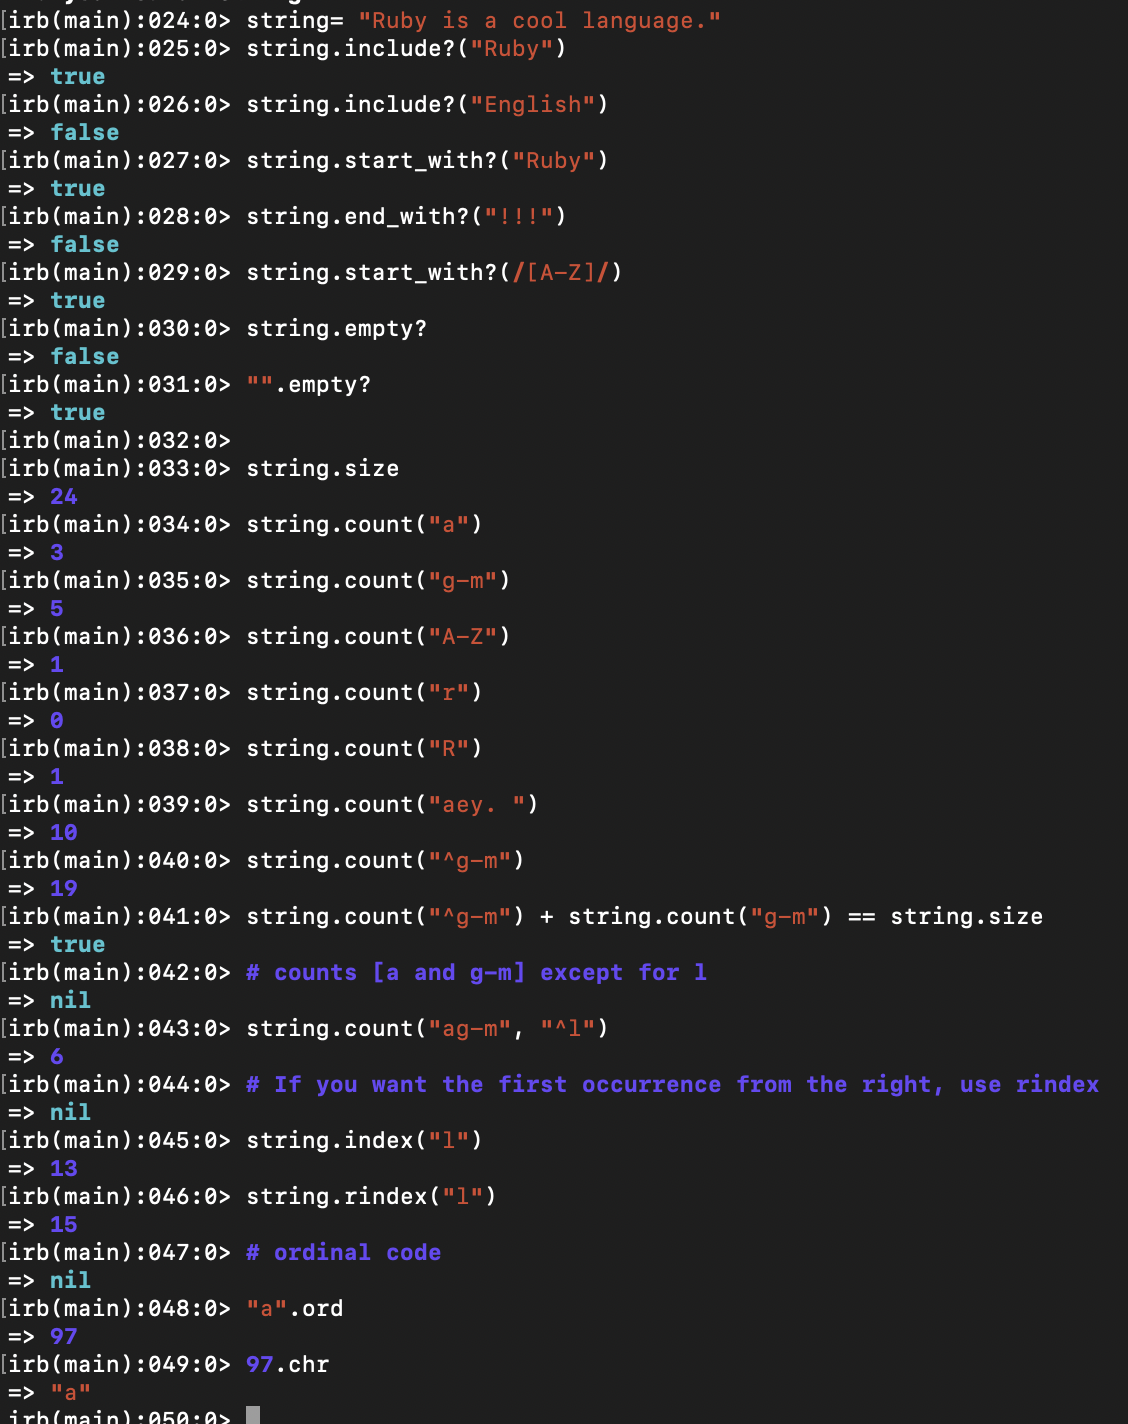 [irb(main):024:0> string= "Ruby is a cool language."
[irb(main):025:0> string.include?("Ruby")
=> true
[irb(main):026:0> string.include?("English")
=> false
[irb(main):027:0> string.start_with?("Ruby")
=> true
[irb(main):028:0> string.end_with?("!!!")
=> false
[irb(main):029:0> string.start_with?(/[A-Z]/)
=> true
[irb(main):030:0> string.empty?
=> false
[irb(main):031:0> "".empty?
=> true
[irb(main):032:0>
[irb(main):033:0> string.size
=> 24
[irb(main):034:0> string.count("a")
=> 3
[irb(main):035:0> string.count("g-m")
=> 5
[irb(main):036:0> string.count("A-Z")
=> 1
[irb(main):037:0> string.count("r")
=> 0
[irb(main):038:0> string.count("R")
=> 1
[irb(main):039:0> string.count("aey. ")
=> 10
[irb(main):040:0> string.count("^g-m")
=> 19
[irb(main):041:0> string.count("^g-m") + string.count("g-m") == string.size
=> true
[irb(main):042:0> # counts [a and g-m] except for l
=> nil
[irb(main):043:0> string.count("ag-m", "^l")
=> 6
[irb(main):044:0> # If you want the first occurrence from the right, use rindex
=> nil
[irb(main):045:0> string.index("l")
=> 13
[irb(main):046:0> string.rindex("l")
=> 15
[irb(main):047:0> # ordinal code
=> nil
[irb(main):048:0> "a".ord
=> 97
[irb(main):049:0> 97.chr
=> "a"
irb(main):050:0>